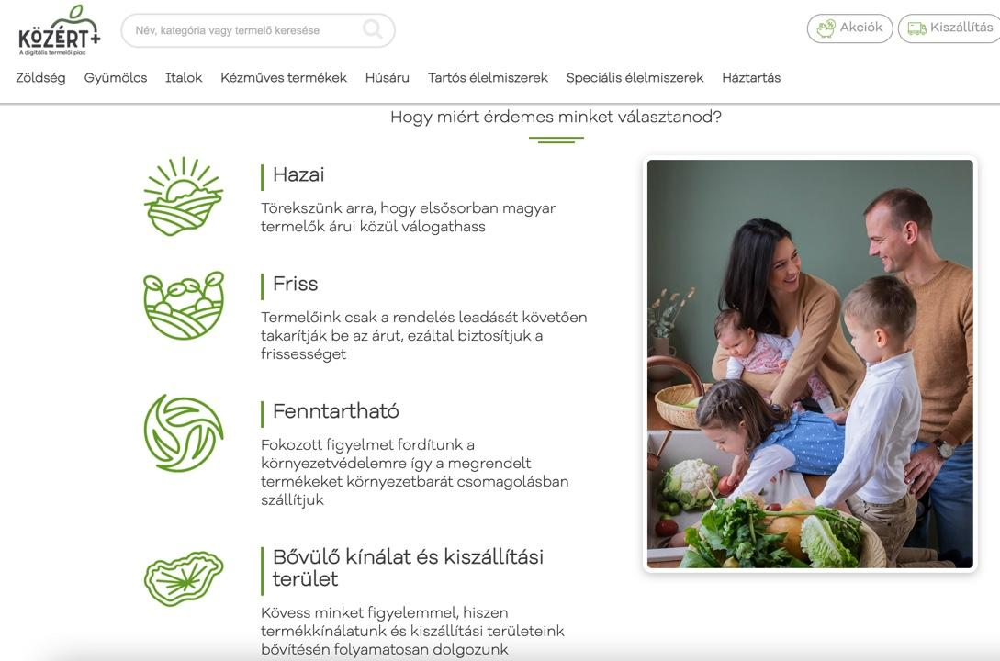 KÖZÉRT+
A digitális termelői piac
Név, kategória vagy termelő keresése
Akciók
Kiszállítás
Zöldség
Gyümölcs
Italok
Kézműves termékek
Húsáru
Tartós élelmiszerek
Speciális élelmiszerek
Háztartás
Hogy miért érdemes minket választanod?
Hazai
Törekszünk arra, hogy elsősorban magyar
termelők árui közül válogathass
Friss
Termelőink csak a rendelés leadását követően
takarítják be az árut, ezáltal biztosítjuk a
frissességet
Fenntartható
Fokozott figyelmet fordítunk a
környezetvédelemre így a megrendelt
termékeket környezetbarát csomagolásban
szállítjuk
Bővülő kínálat és kiszállítási
terület
Kövess minket figyelemmel, hiszen
termékkínálatunk és kiszállítási területeink
bővítésén folyamatosan dolgozunk